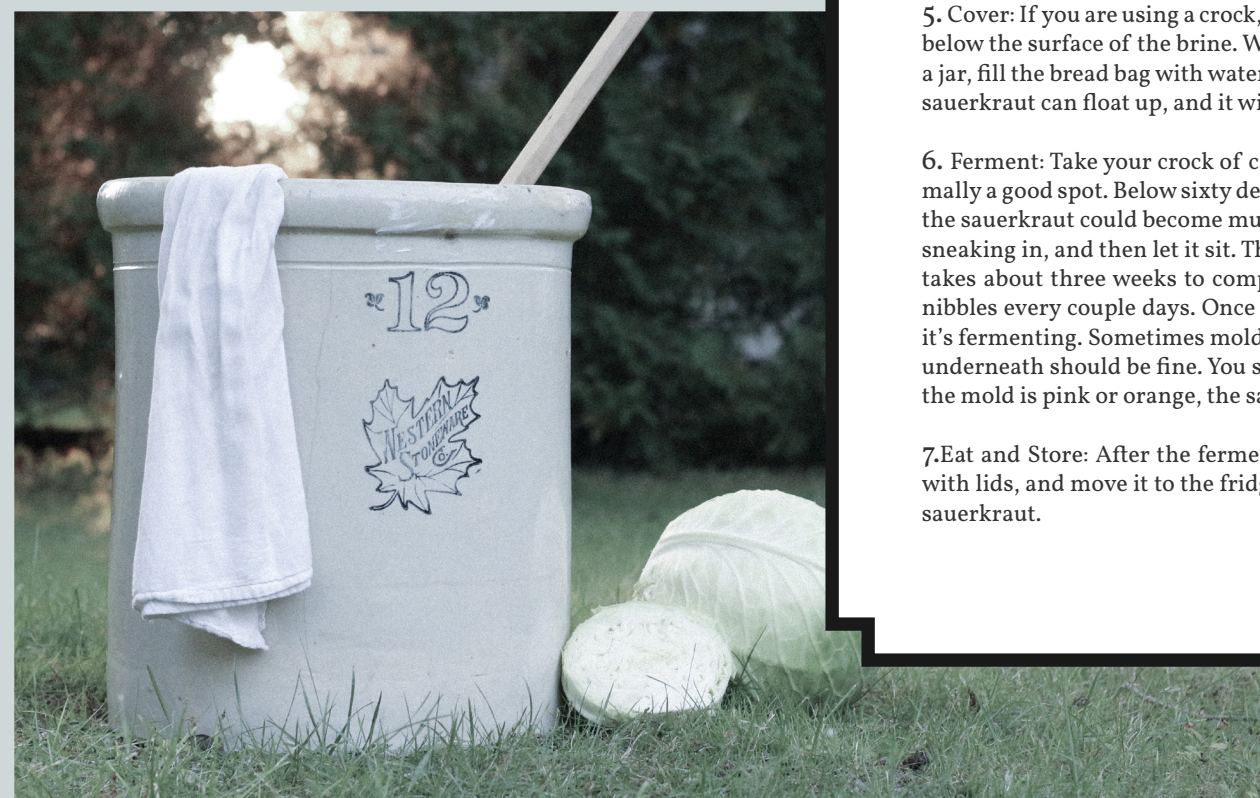 12
WESTERN
STONEWARE
Co.
5. Cover: If you are using a crock,
below the surface of the brine. W
a jar, fill the bread bag with water
sauerkraut can float up, and it wi
6. Ferment: Take your crock of c
mally a good spot. Below sixty de
the sauerkraut could become mu
sneaking in, and then let it sit. Th
takes about three weeks to comp
nibbles every couple days. Once
it's fermenting. Sometimes mold
underneath should be fine. You s
the mold is pink or orange, the sa
7.Eat and Store: After the ferme
with lids, and move it to the fridg
sauerkraut.